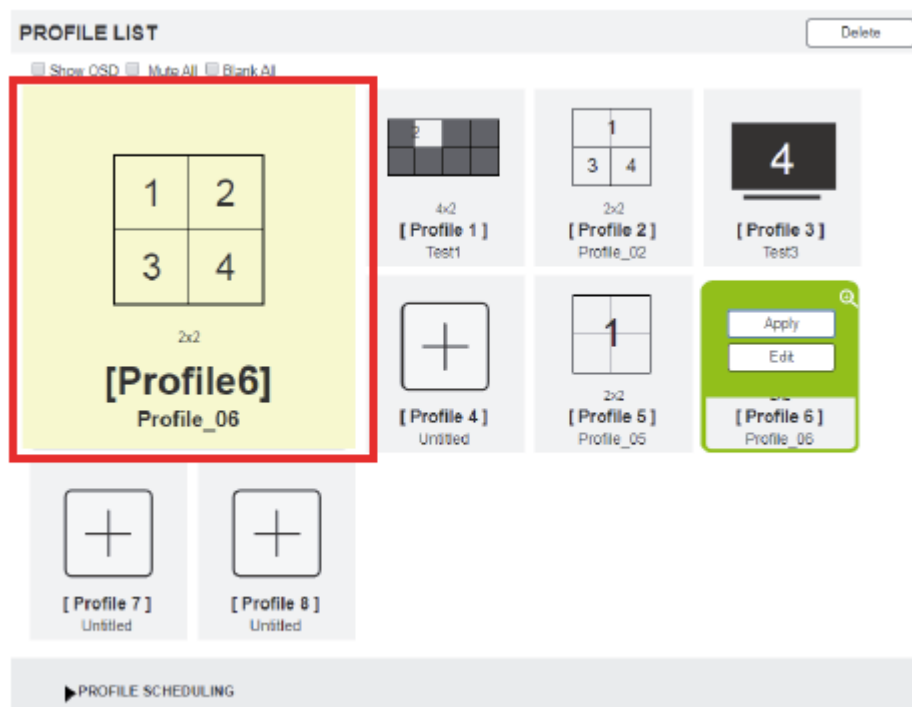 PROFILE LIST
Delete
Show OSD Mute All Blank All
1 2
3 4
2x2
[Profile6]
Profile_06
2
4x2
[ Profile 1 ]
Test1
1
3 4
2x2
[ Profile 2 ]
Profile_02
4
[ Profile 3 ]
Test3
[ Profile 4 ]
Untitled
1
2x2
[ Profile 5 ]
Profile_05
Apply
Edit
[ Profile 6 ]
Profile_06
[ Profile 7 ]
Untitled
[ Profile 8 ]
Untitled
PROFILE SCHEDULING